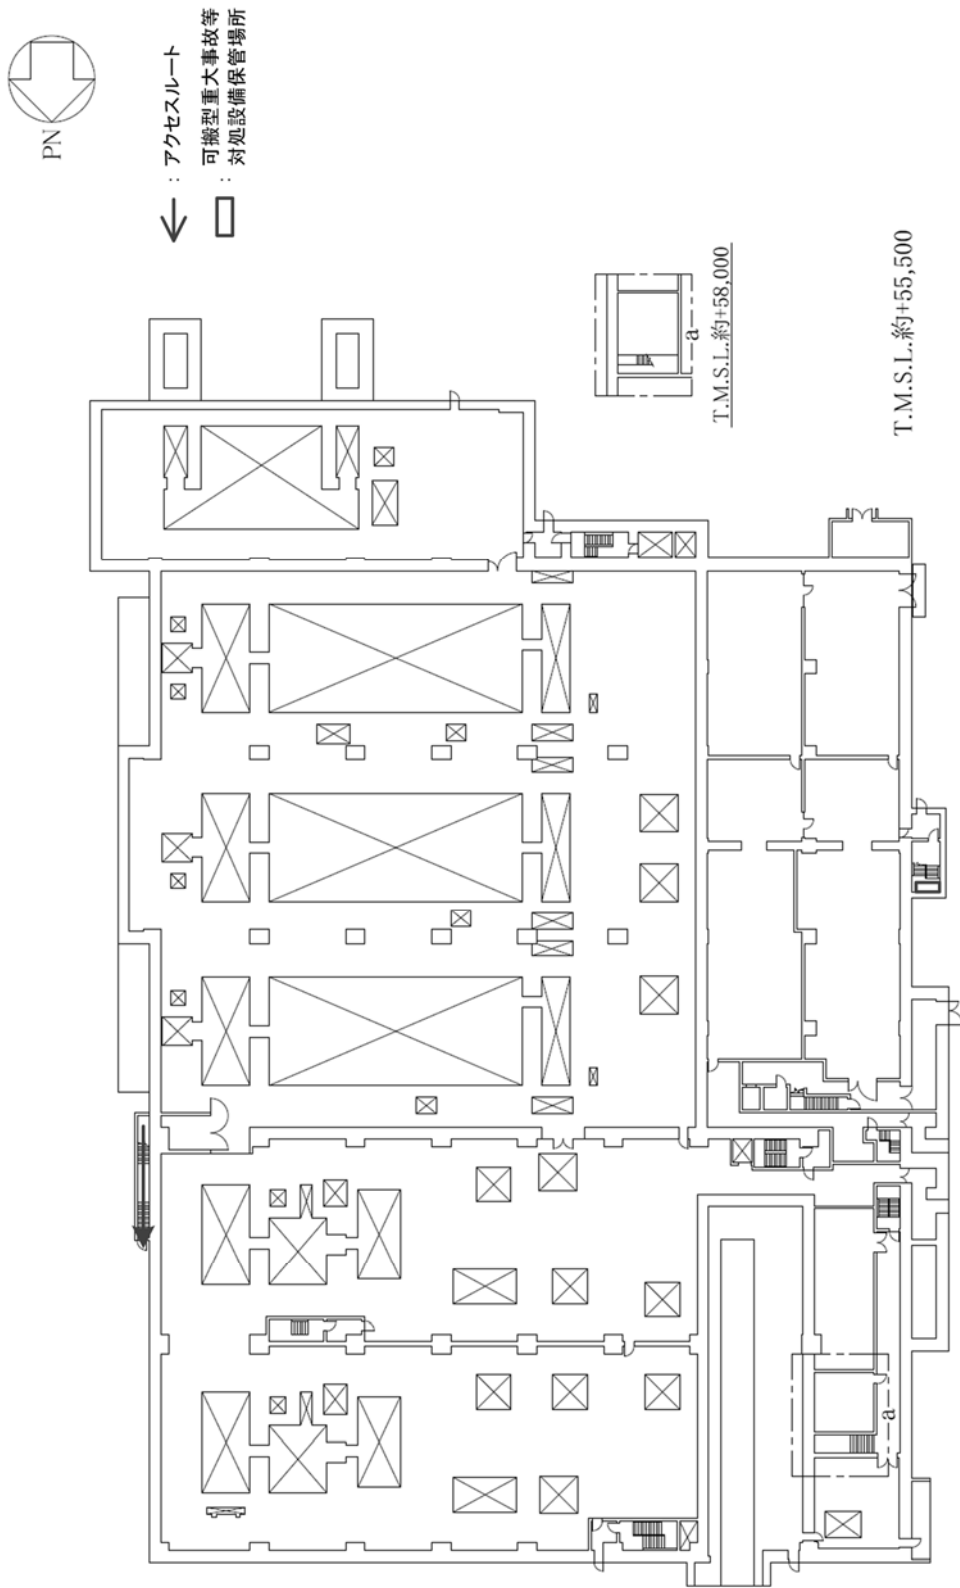 PN
: アクセスルート
: 可搬型重大事故等
対処設備保管場所
a
T.M.S.L.約+58,000
T.M.S.L.約+55,500
a